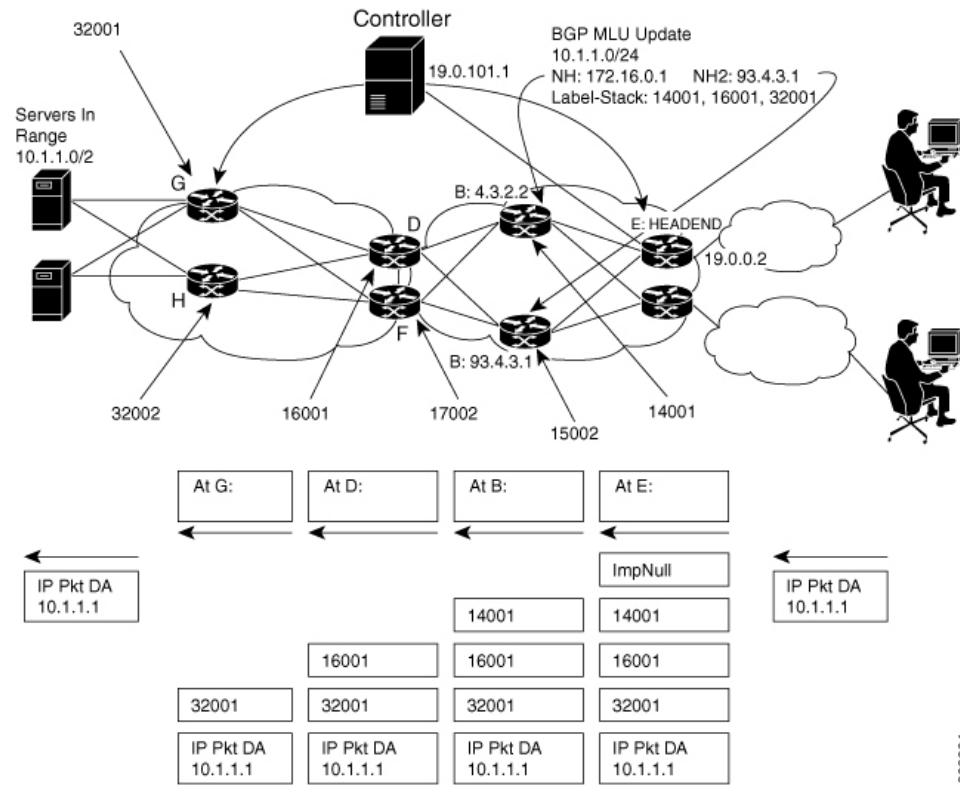 Controller
32001
19.0.101.1
BGP MLU Update
10.1.1.0/24
NH: 172.16.0.1 NH2: 93.4.3.1
Label-Stack: 14001, 16001, 32001
Servers In
Range
10.1.1.0/2
G
B: 4.3.2.2
D
E: HEADEND
19.0.0.2
H
F
B: 93.4.3.1
32002
16001
17002
15002
14001
At G:
At D:
At B:
At E:
ImpNull
IP Pkt DA
10.1.1.1
IP Pkt DA
10.1.1.1
14001
14001
16001
16001
16001
32001
32001
32001
32001
IP Pkt DA
10.1.1.1
IP Pkt DA
10.1.1.1
IP Pkt DA
10.1.1.1
IP Pkt DA
10.1.1.1